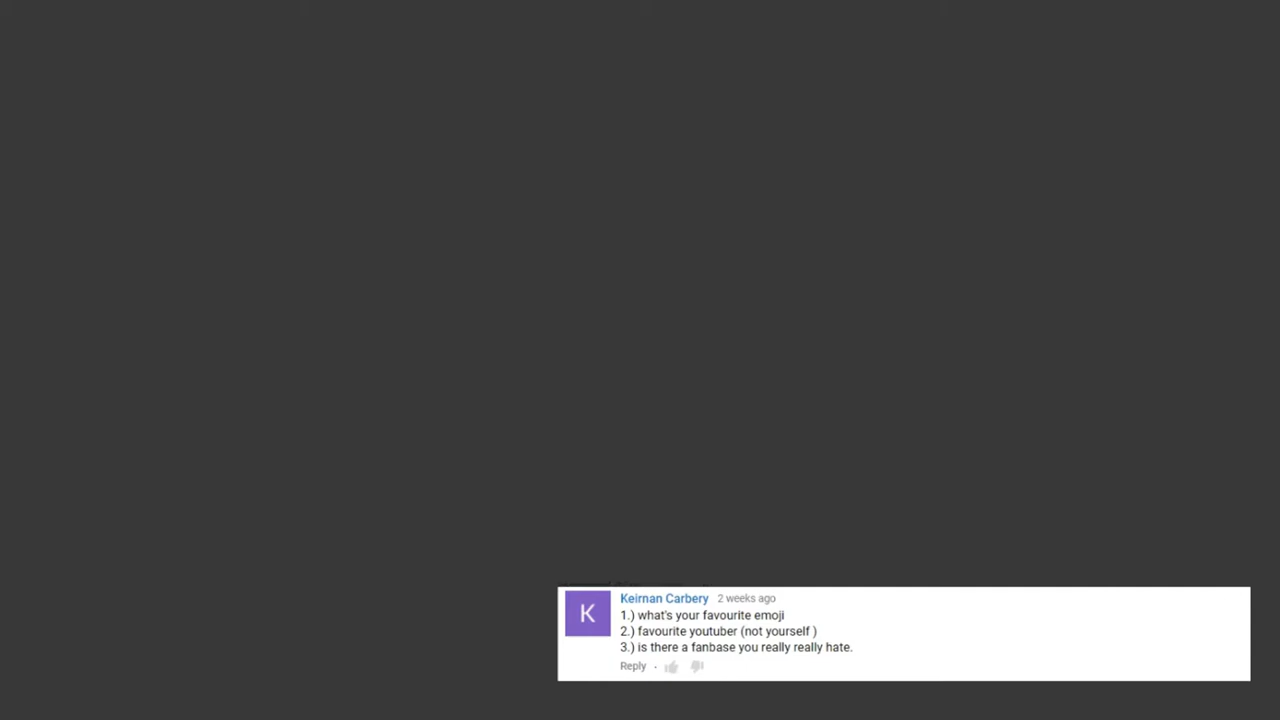 K
Keirnan Carbery 2 weeks ago
1.) what's your favourite emoji
2.) favourite youtuber (not yourself )
3.) is there a fanbase you really really hate.
Reply ·